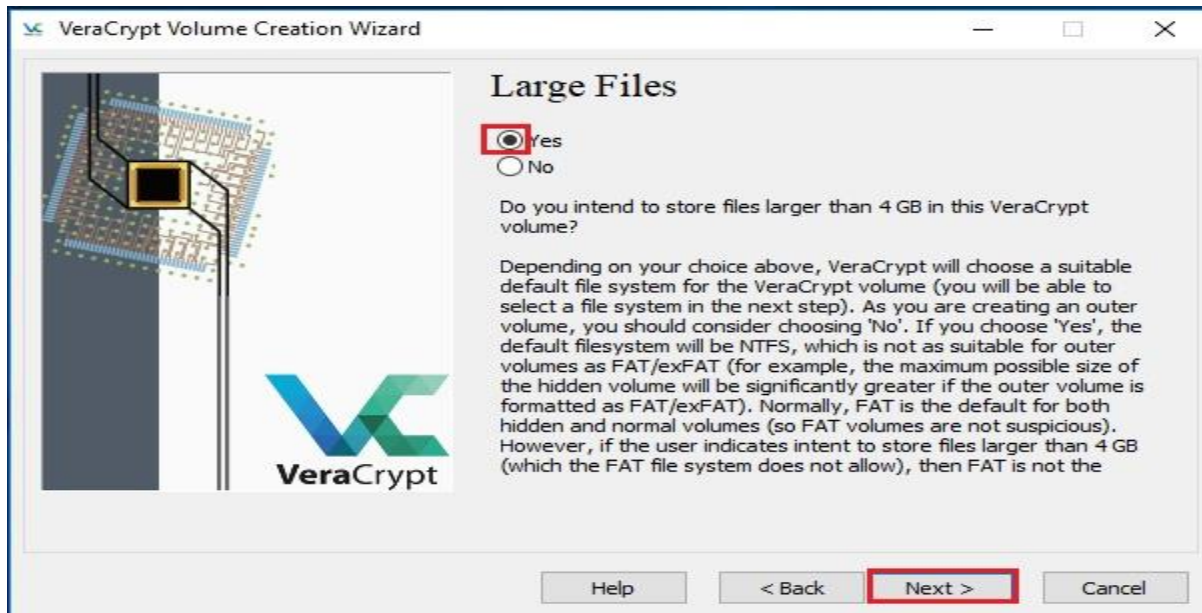 VeraCrypt Volume Creation Wizard
Large Files
Yes
No
Do you intend to store files larger than 4 GB in this VeraCrypt
volume?
Depending on your choice above, VeraCrypt will choose a suitable
default file system for the VeraCrypt volume (you will be able to
select a file system in the next step). As you are creating an outer
volume, you should consider choosing 'No'. If you choose 'Yes', the
default filesystem will be NTFS, which is not as suitable for outer
volumes as FAT/exFAT (for example, the maximum possible size of
the hidden volume will be significantly greater if the outer volume is
formatted as FAT/exFAT). Normally, FAT is the default for both
hidden and normal volumes (so FAT volumes are not suspicious).
However, if the user indicates intent to store files larger than 4 GB
(which the FAT file system does not allow), then FAT is not the
VeraCrypt
Help
< Back
Next >
Cancel